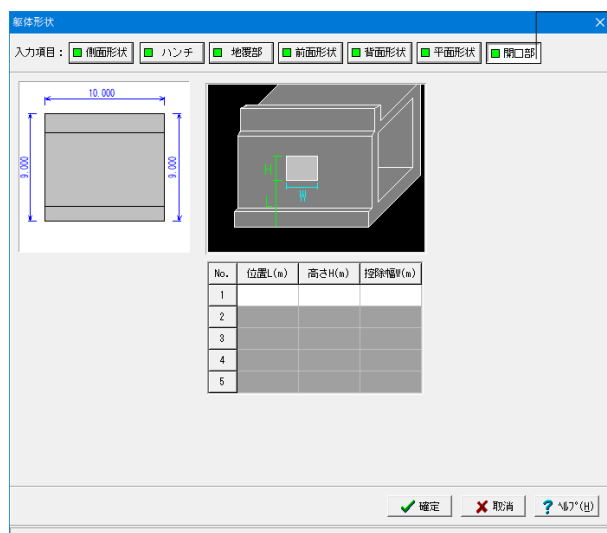 躯体形状
入力項目： 側面形状 ハンチ 地覆部 前面形状 背面形状 平面形状 開口部
10.000
9.000
9.000
H
L
W
No. 位置L(m) 高さH(m) 控除幅W(m)
1
2
3
4
5
確定 取消 ? ﾍﾙﾌﾟ(H)